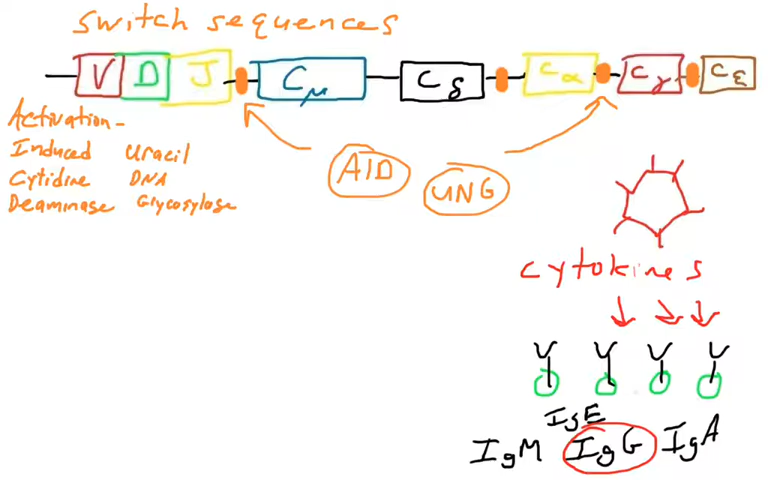 Switch sequences
V D J Cμ Cδ Cα Cγ Cε
Activation-
Induced Uracil
Cytidine DNA
Deaminase Glycosylase
AID
UNG
Cytokines
IgE
IgM IgG IgA